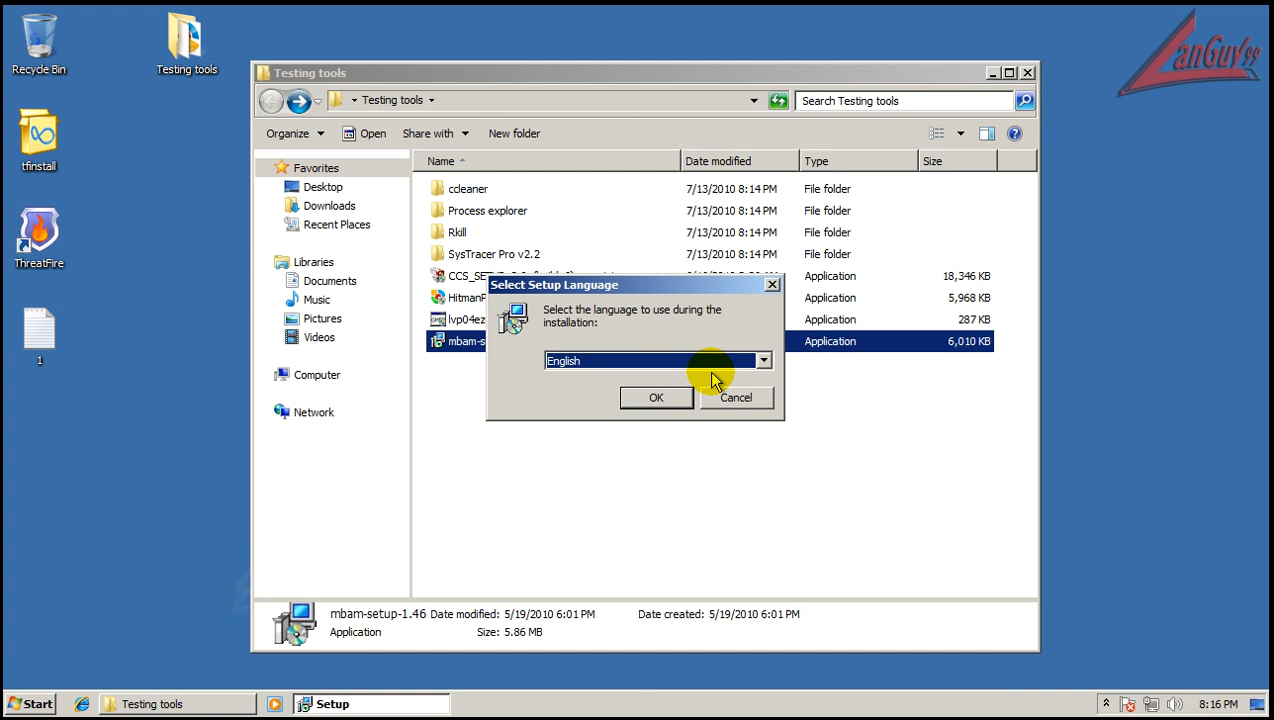 Recycle Bin
Testing tools
tfinstall
ThreatFire
1
anGuy99
Testing tools
Testing tools
Search Testing tools
Organize Open Share with New folder
Name Date modified Type Size
Favorites
Desktop
Downloads
Recent Places
Libraries
Documents
Music
Pictures
Videos
Computer
Network
ccleaner 7/13/2010 8:14 PM File folder
Process explorer 7/13/2010 8:14 PM File folder
Rkill 7/13/2010 8:14 PM File folder
SysTracer Pro v2.2 7/13/2010 8:14 PM File folder
Application 18,346 KB
HitmanP Application 5,968 KB
lvp04ez Application 287 KB
mbam-s Application 6,010 KB
Select Setup Language
Select the language to use during the
installation:
English
OK Cancel
mbam-setup-1.46 Date modified: 5/19/2010 6:01 PM Date created: 5/19/2010 6:01 PM
Application Size: 5.86 MB
Start Testing tools Setup 8:16 PM